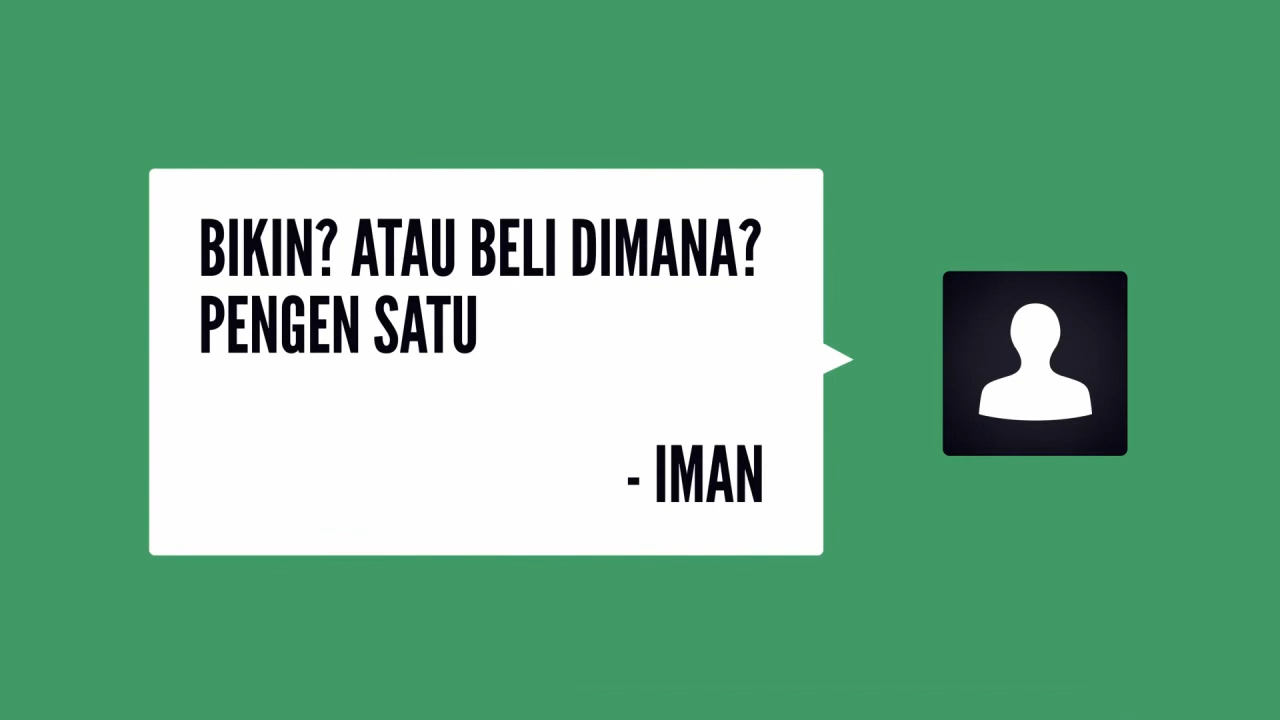 BIKIN? ATAU BELI DIMANA?
PENGEN SATU
- IMAN